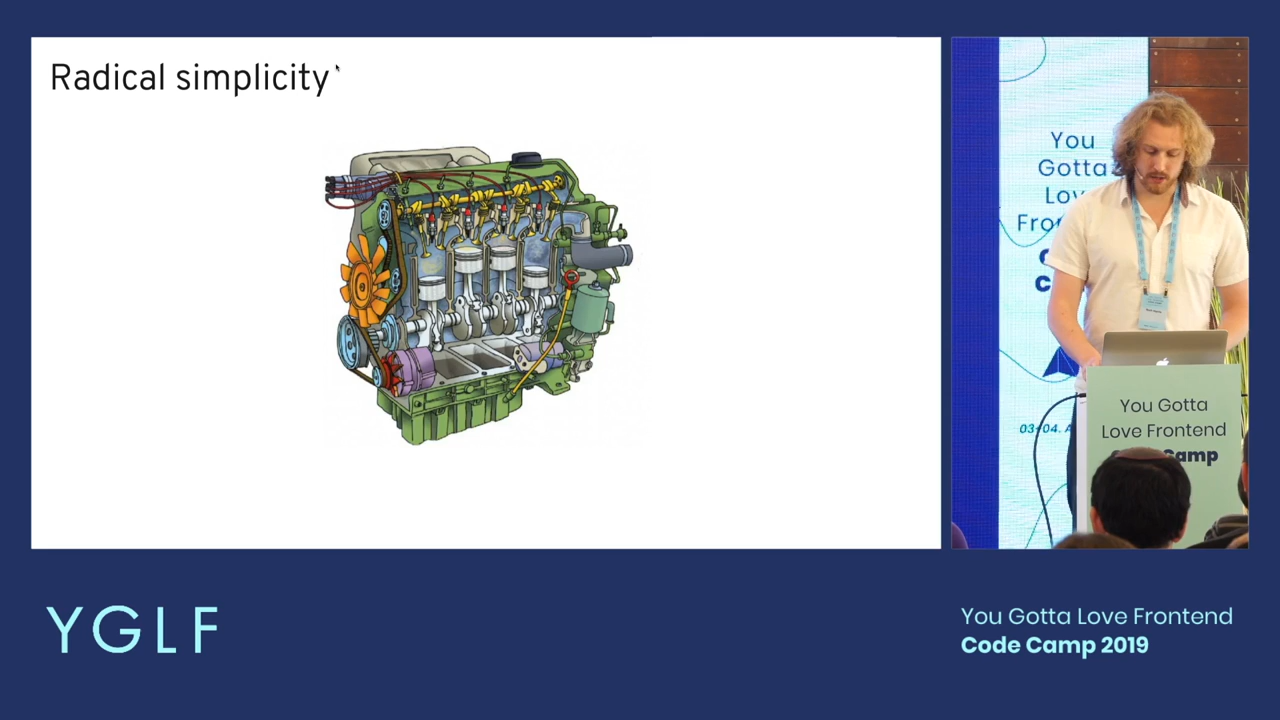 Radical simplicity
You
Gotta
Lov
Fro
C
03+04. A
You Gotta
Love Frontend
Camp
YGLF
You Gotta Love Frontend
Code Camp 2019